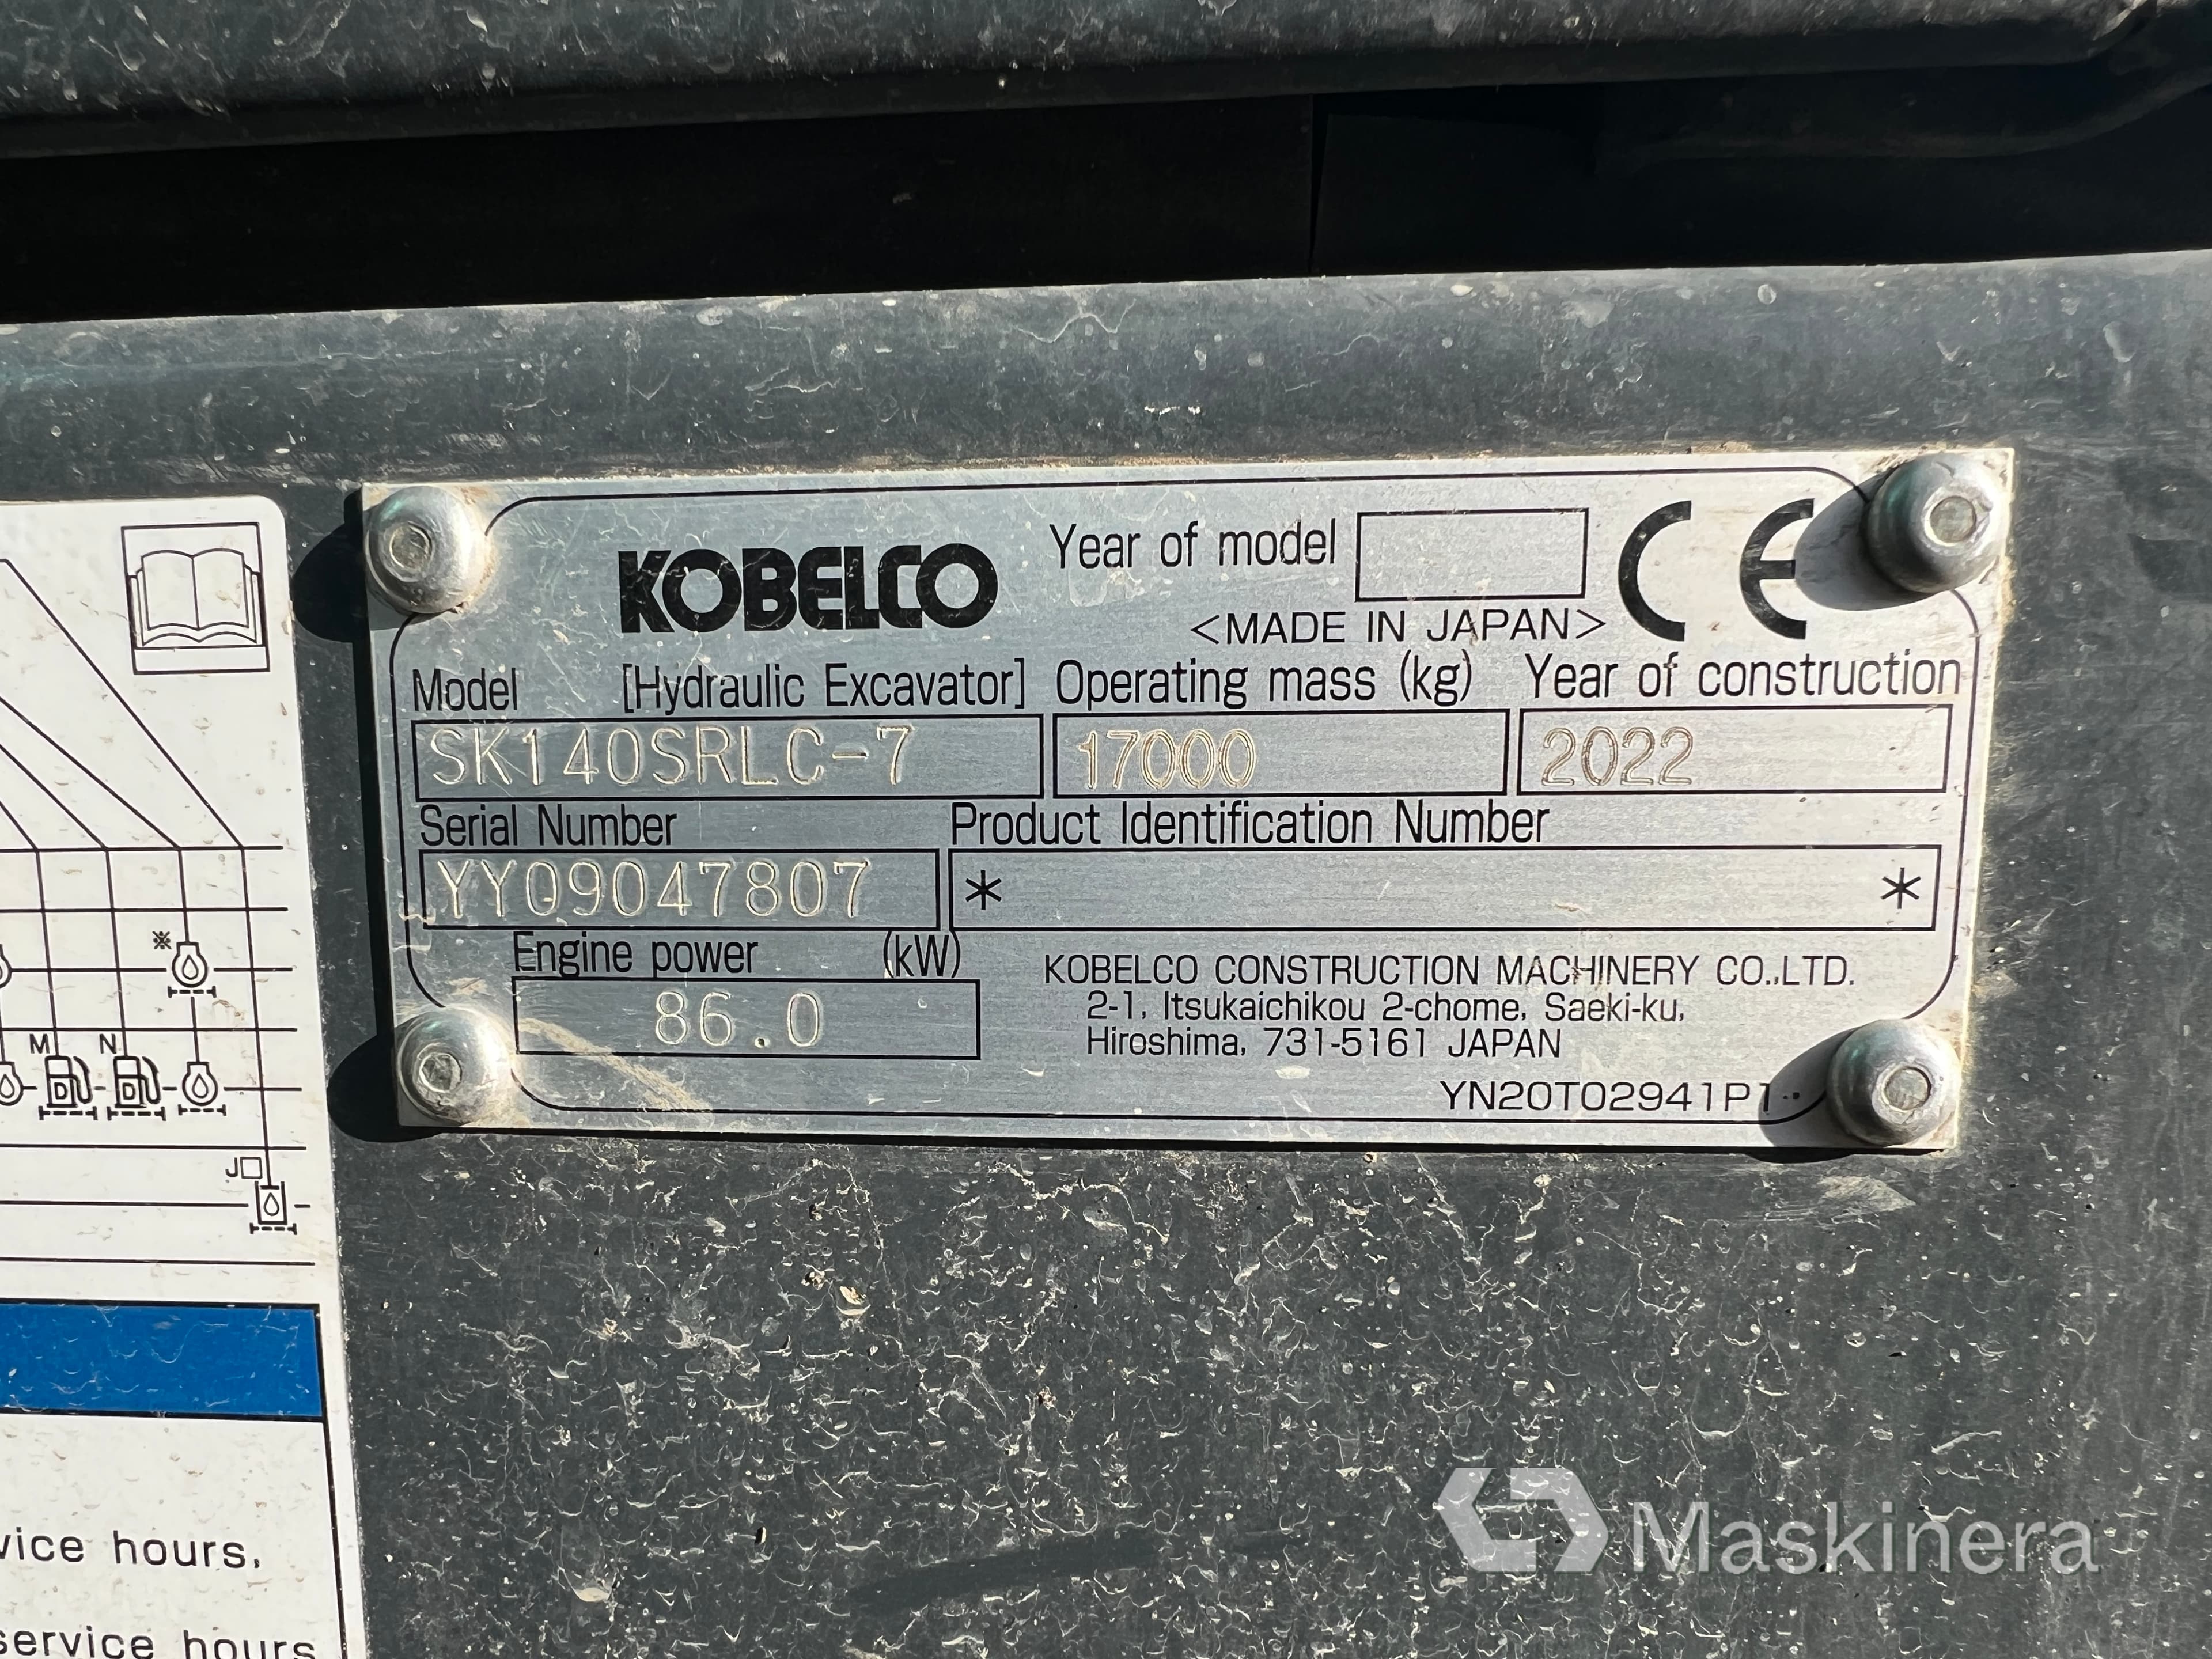 KOBELCO
Year of model
<MADE IN JAPAN>
CE
Model [Hydraulic Excavator] Operating mass (kg) Year of construction
SK140SRLC-7 17000 2022
Serial Number Product Identification Number
YY09047807 * *
Engine power (kW)
86.0
KOBELCO CONSTRUCTION MACHINERY CO.,LTD.
2-1, Itsukaichikou 2-chome, Saeki-ku,
Hiroshima, 731-5161 JAPAN
YN20T02941P1
※
M N
D D
J□
hours,
service hours
Maskinera